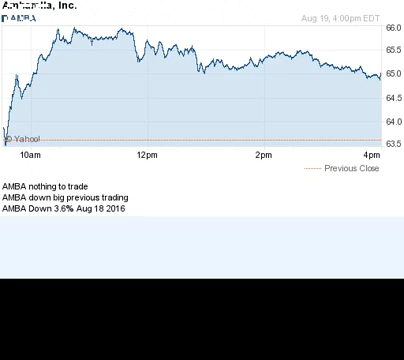 Ambarella, Inc.
AMBA
Aug 19, 4:00pm EDT
66.0
65.5
65.0
64.5
64.0
63.5
© Yahoo!
10am 12pm 2pm 4pm
Previous Close
AMBA nothing to trade
AMBA down big previous trading
AMBA Down 3.6% Aug 18 2016